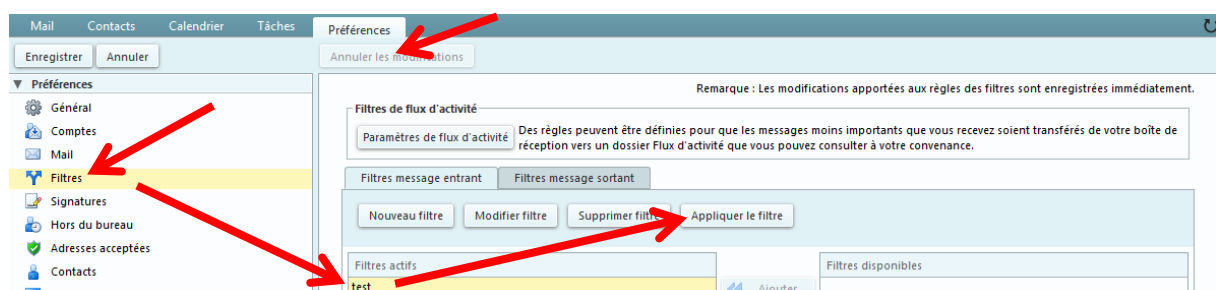 Mail Contacts Calendrier Tâches Préférences
Enregistrer Annuler Annuler les modifications
Préférences
Général
Comptes
Mail
Filtres
Signatures
Hors du bureau
Adresses acceptées
Contacts
Remarque : Les modifications apportées aux règles des filtres sont enregistrées immédiatement.
Filtres de flux d'activité
Paramètres de flux d'activité
Des règles peuvent être définies pour que les messages moins importants que vous recevez soient transférés de votre boîte de
réception vers un dossier Flux d'activité que vous pouvez consulter à votre convenance.
Filtres message entrant Filtres message sortant
Nouveau filtre Modifier filtre Supprimer filtre Appliquer le filtre
Filtres actifs Filtres disponibles
test Ajouter